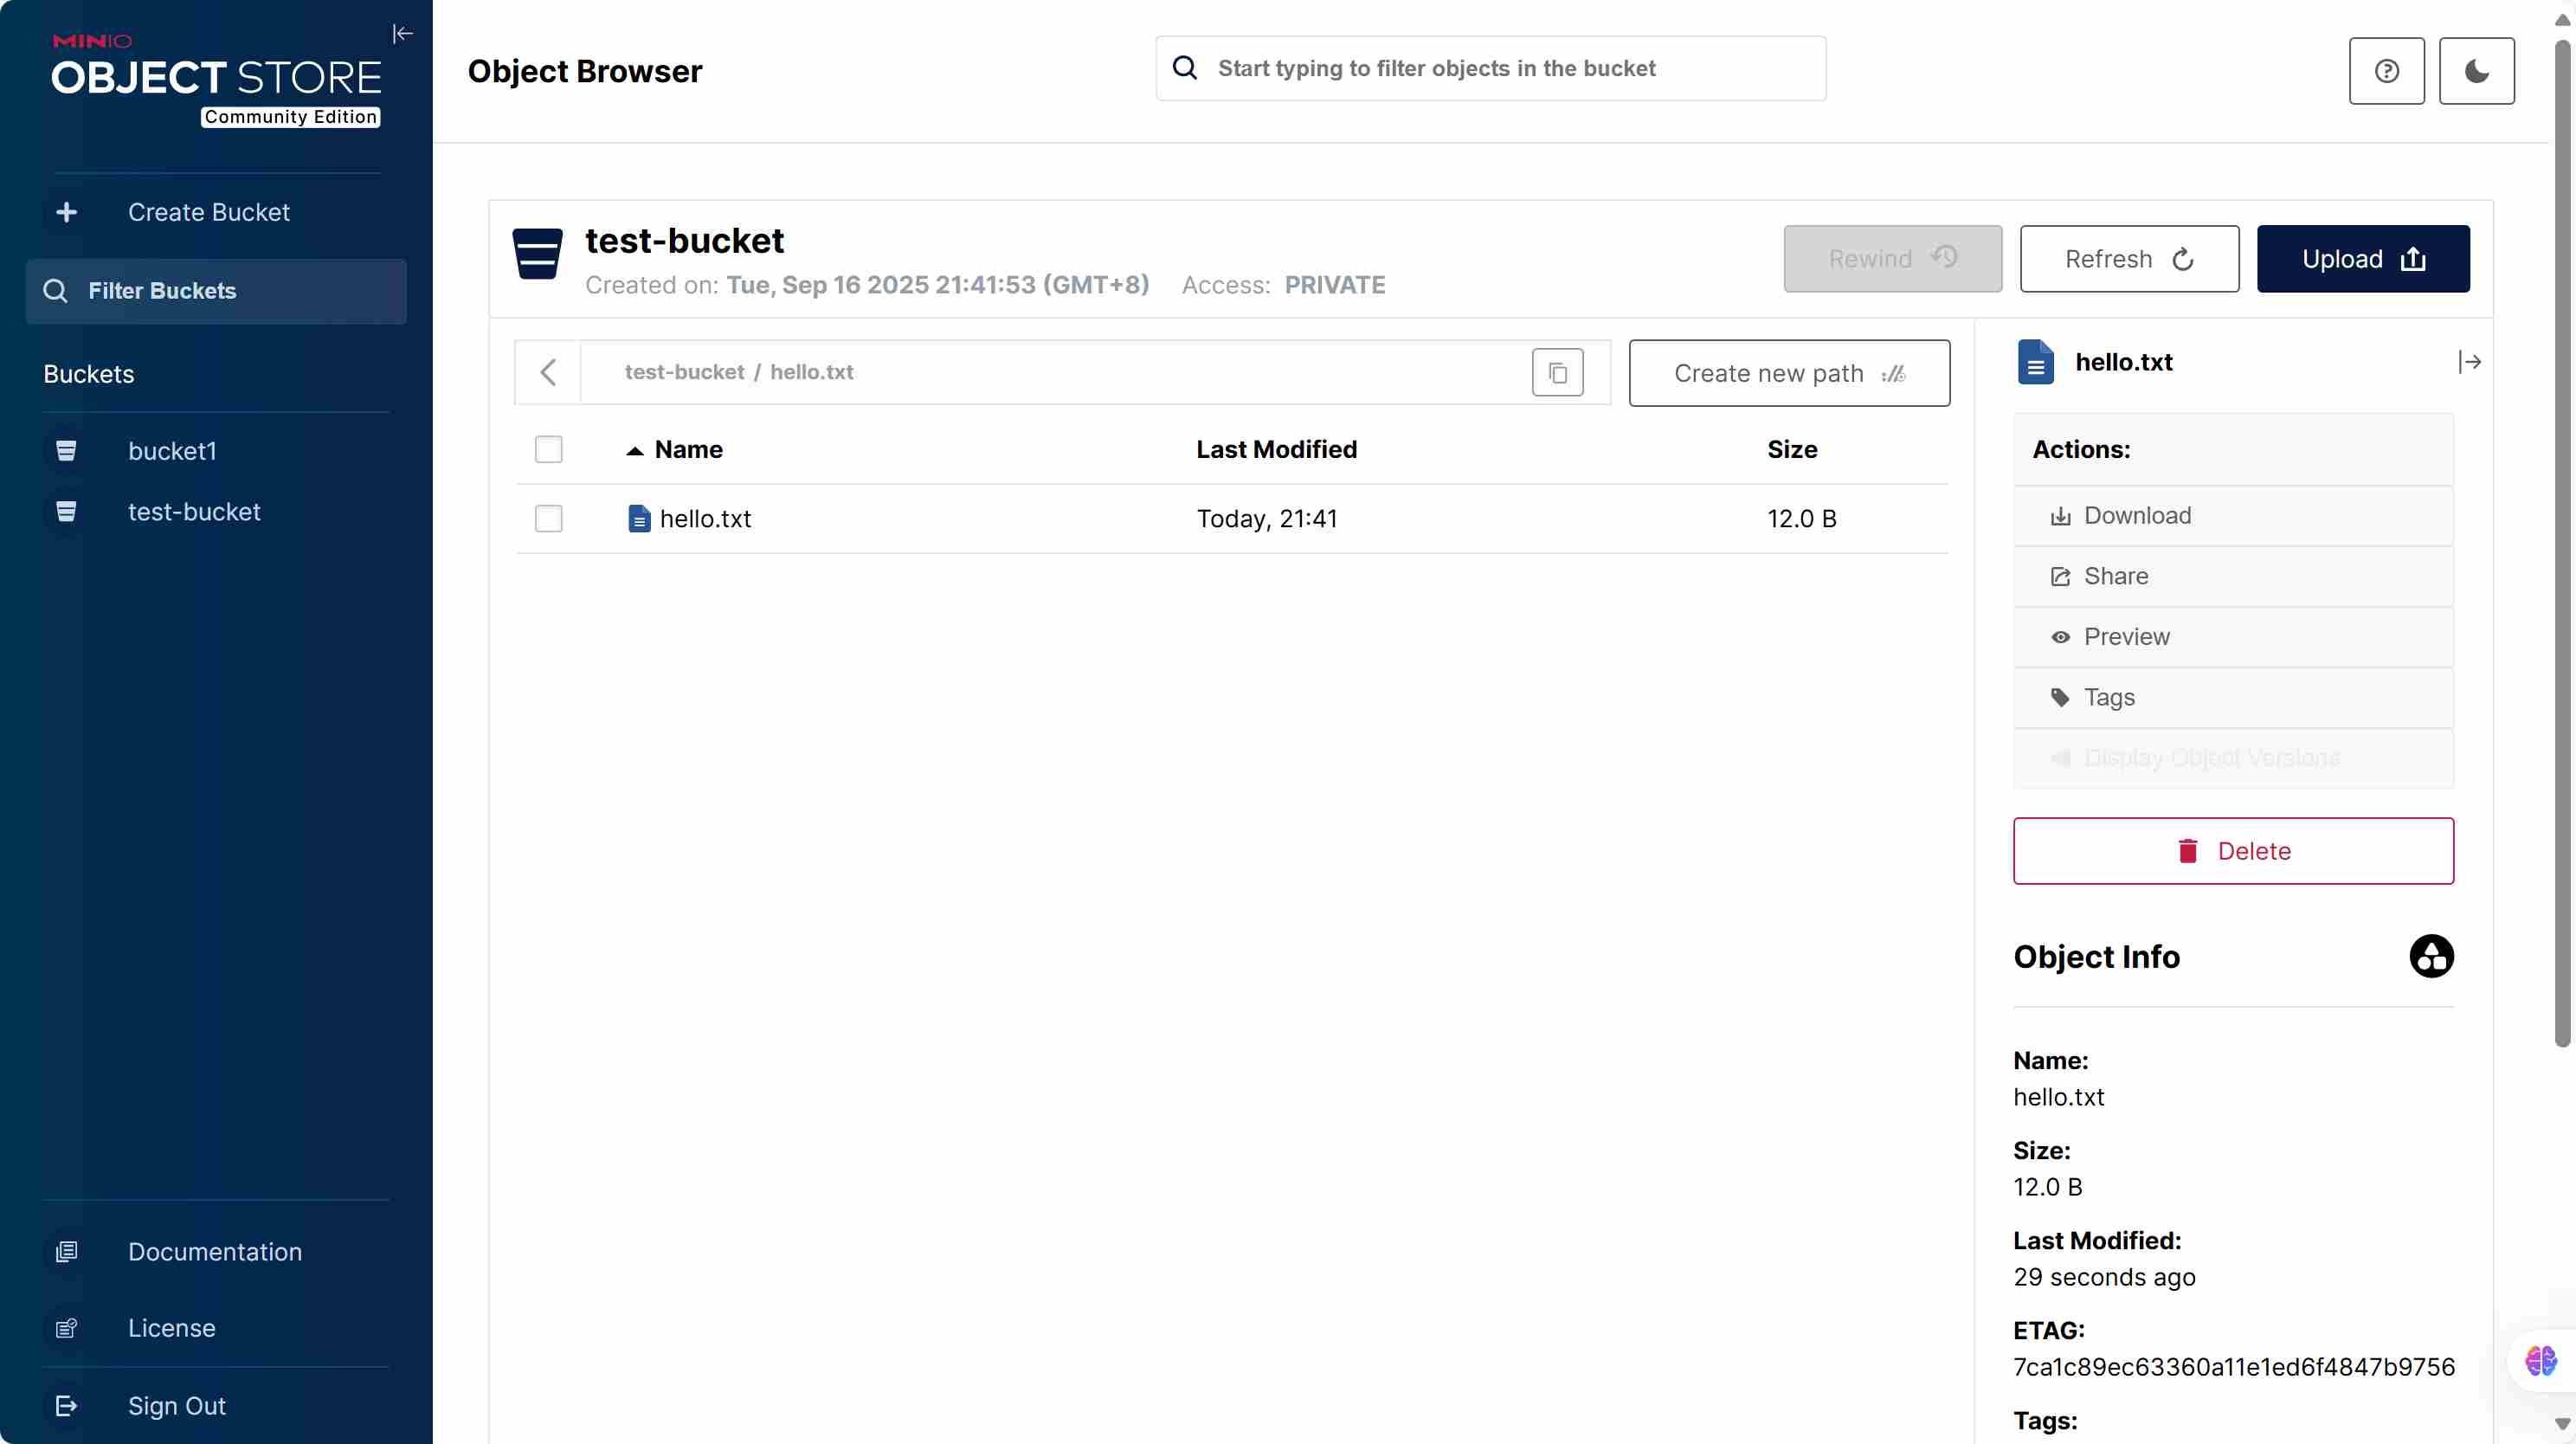 MINIO
OBJECT STORE
Community Edition
Create Bucket
Filter Buckets
Buckets
bucket1
test-bucket
Documentation
License
Sign Out
Object Browser
Start typing to filter objects in the bucket
test-bucket
Created on: Tue, Sep 16 2025 21:41:53 (GMT+8) Access: PRIVATE
Rewind
Refresh
Upload
test-bucket / hello.txt
Create new path
Name Last Modified Size
hello.txt Today, 21:41 12.0 B
hello.txt
Actions:
Download
Share
Preview
Tags
Display Object Versions
Delete
Object Info
Name:
hello.txt
Size:
12.0 B
Last Modified:
29 seconds ago
ETAG:
7ca1c89ec63360a11e1ed6f4847b9756
Tags: